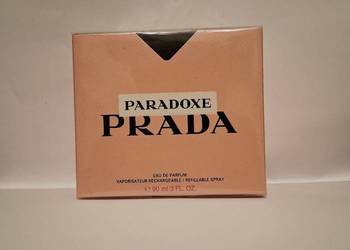 PARADOXE
PRADA
EAU DE PARFUM
VAPORISATEUR RECHARGEABLE / REFILLABLE SPRAY
℮ 90 ml 3 FL. OZ.